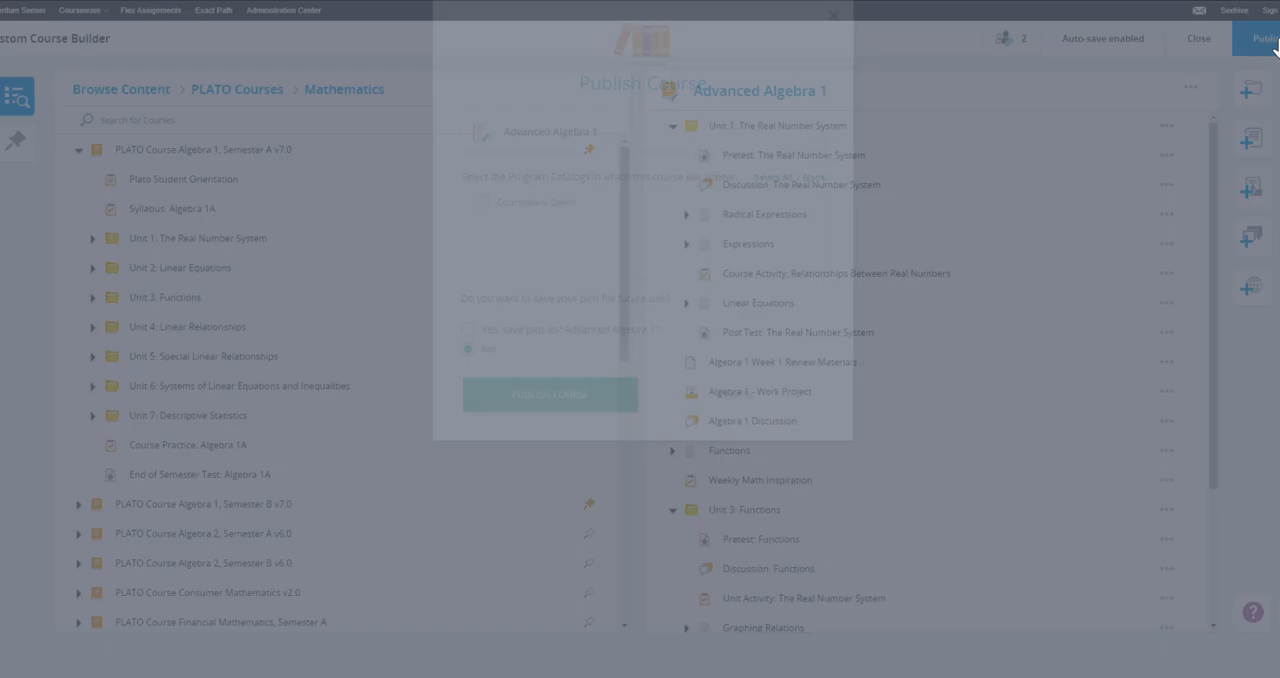 Courseware Flex Assignments Exact Path Administration Center Seehive Sign
stom Course Builder 2 Auto-save enabled Close Publis
Browse Content > PLATO Courses > Mathematics
Search for Courses
PLATO Course Algebra 1, Semester A v7.0
Plato Student Orientation
Syllabus: Algebra 1A
Unit 1: The Real Number System
Unit 2: Linear Equations
Unit 3: Functions
Unit 4: Linear Relationships
Unit 5: Special Linear Relationships
Unit 6: Systems of Linear Equations and Inequalities
Unit 7: Descriptive Statistics
Course Practice: Algebra 1A
End of Semester Test: Algebra 1A
PLATO Course Algebra 1, Semester B v7.0
PLATO Course Algebra 2, Semester A v6.0
PLATO Course Algebra 2, Semester B v6.0
PLATO Course Consumer Mathematics v2.0
PLATO Course Financial Mathematics, Semester A
Publish Course
Advanced Algebra 1
Select the Program Catalogs in which this course will appear. Select All / None
Courseware Demo
Do you want to save your pins for future use?
Yes, save pins as "Advanced Algebra 1"
No
PUBLISH COURSE
Advanced Algebra 1
Unit 1: The Real Number System
Pretest: The Real Number System
Discussion: The Real Number System
Radical Expressions
Expressions
Course Activity: Relationships Between Real Numbers
Linear Equations
Post Test: The Real Number System
Algebra 1 Week 1 Review Materials
Algebra 1 - Work Project
Algebra 1 Discussion
Functions
Weekly Math Inspiration
Unit 3: Functions
Pretest: Functions
Discussion: Functions
Unit Activity: The Real Number System
Graphing Relations
?